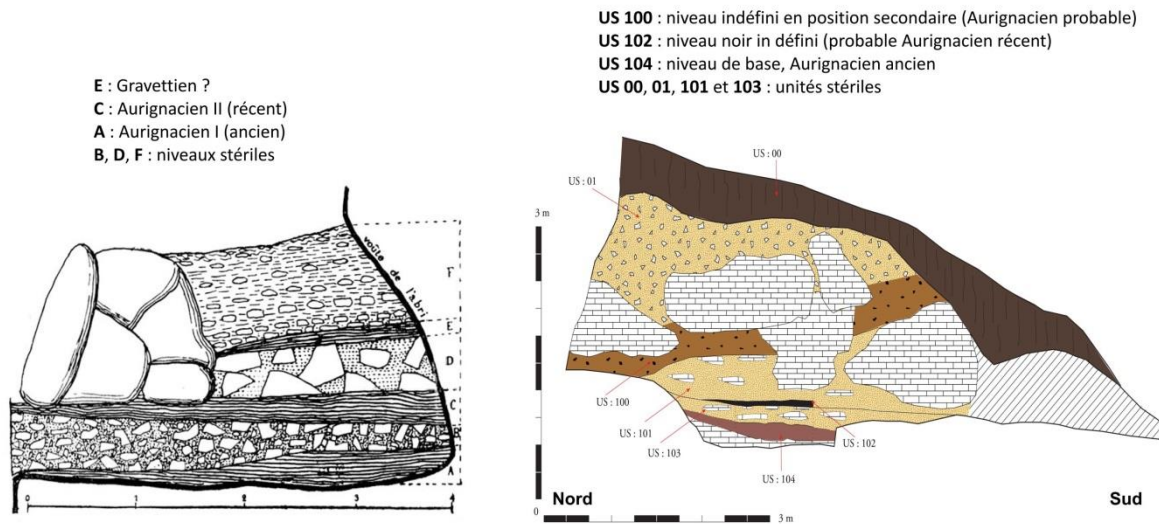 E : Gravettien ?
C : Aurignacien II (récent)
A : Aurignacien I (ancien)
B, D, F : niveaux stériles
voûte de l'abri
F
E
D
C
A
0 1 2 3 4
US 100 : niveau indéfini en position secondaire (Aurignacien probable)
US 102 : niveau noir in défini (probable Aurignacien récent)
US 104 : niveau de base, Aurignacien ancien
US 00, 01, 101 et 103 : unités stériles
US : 00
US : 01
3 m
US : 100
US : 101
US : 102
US : 103
US : 104
0
Nord
Sud
3 m